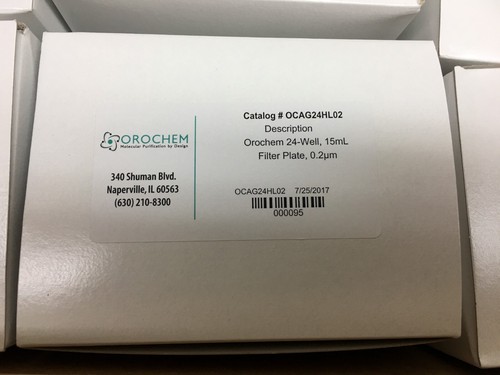 OROCHEM
Molecular Purification by Design
340 Shuman Blvd.
Naperville, IL 60563
(630) 210-8300
Catalog # OCAG24HL02
Description
Orochem 24-Well, 15mL
Filter Plate, 0.2µm
OCAG24HL02 7/25/2017
000095